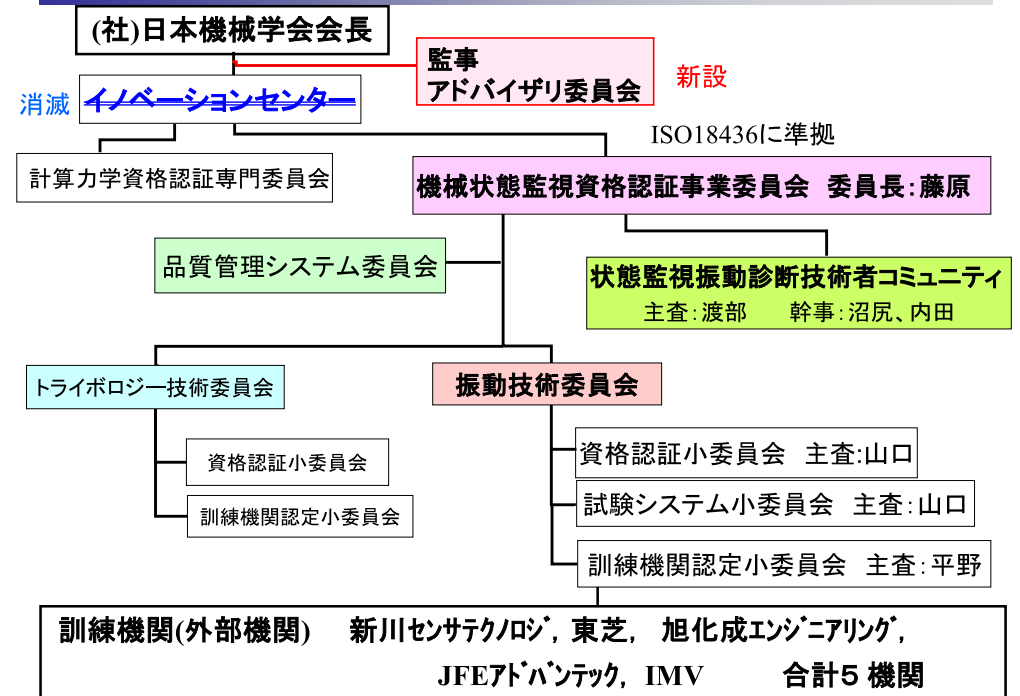 (社)日本機械学会会長
監事
アドバイザリ委員会
新設
消滅
イノベーションセンター
ISO18436に準拠
計算力学資格認証専門委員会
機械状態監視資格認証事業委員会 委員長:藤原
品質管理システム委員会
状態監視振動診断技術者コミュニティ
主査:渡部 幹事:沼尻、内田
トライボロジー技術委員会
振動技術委員会
資格認証小委員会
訓練機関認定小委員会
資格認証小委員会 主査:山口
試験システム小委員会 主査:山口
訓練機関認定小委員会 主査:平野
訓練機関(外部機関) 新川センサテクノロジ, 東芝, 旭化成エンジニアリング,
JFEアドバンテック, IMV 合計5 機関